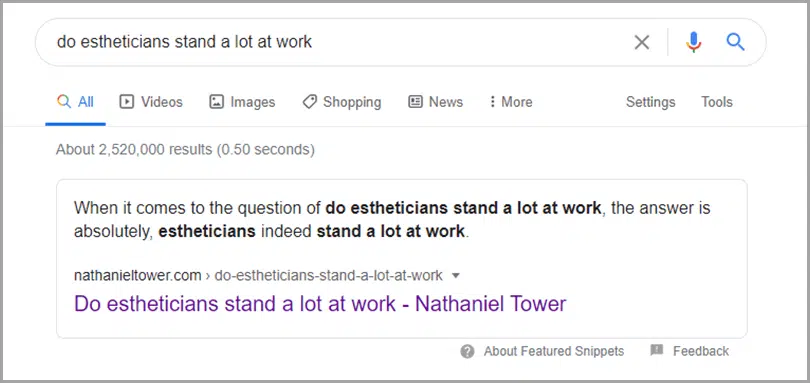 do estheticians stand a lot at work
All Videos Images Shopping News More Settings Tools
About 2,520,000 results (0.50 seconds)
When it comes to the question of do estheticians stand a lot at work, the answer is
absolutely, estheticians indeed stand a lot at work.
nathanieltower.com › do-estheticians-stand-a-lot-at-work
Do estheticians stand a lot at work - Nathaniel Tower
About Featured Snippets Feedback